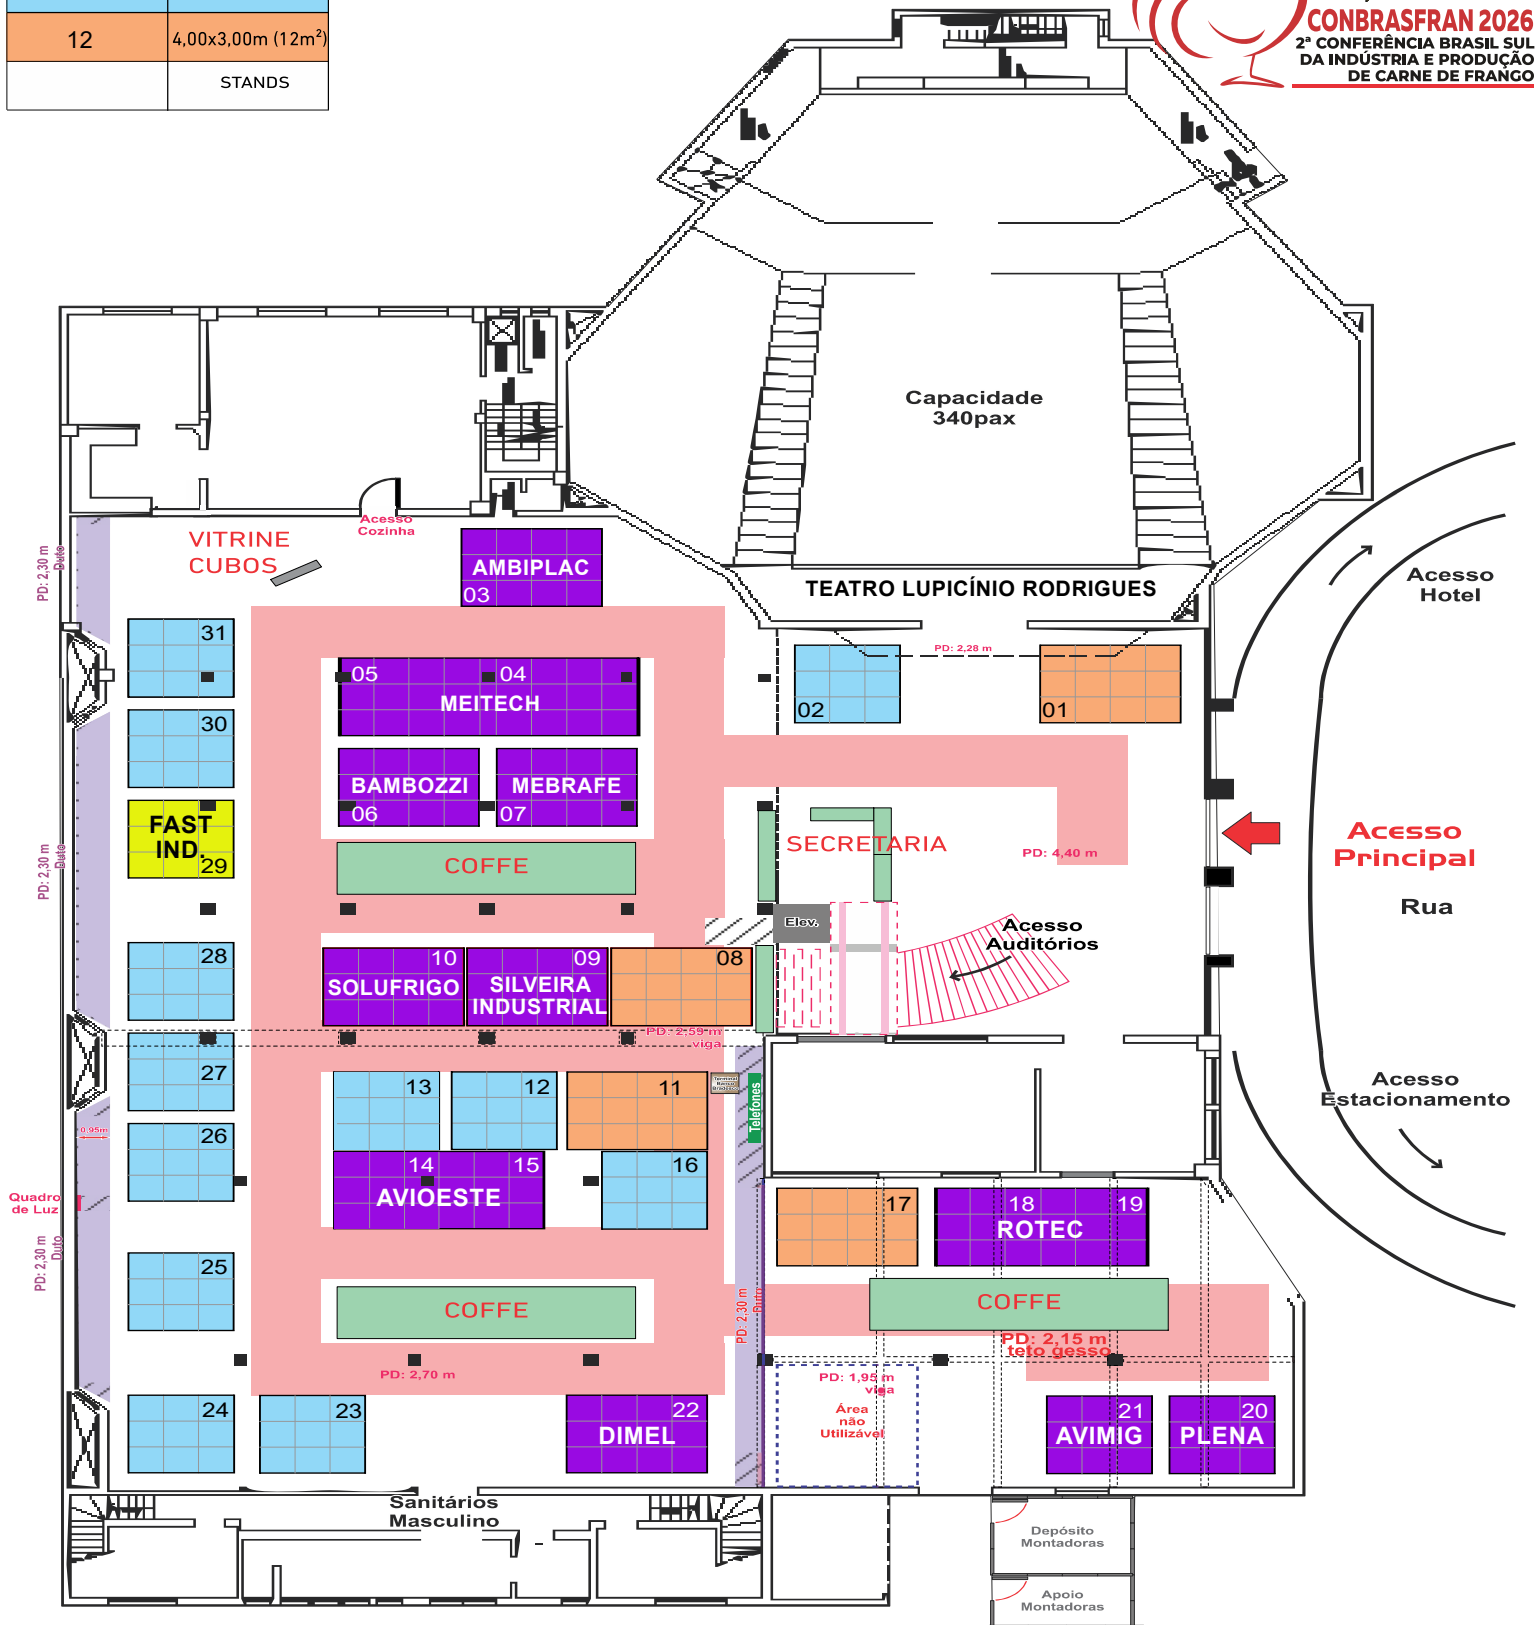 12
4,00x3,00m (12m²)
STANDS
CONBRASFRAN 2026
2ª CONFERÊNCIA BRASIL SUL
DA INDÚSTRIA E PRODUÇÃO
DE CARNE DE FRANGO
Capacidade
340pax
TEATRO LUPICÍNIO RODRIGUES
Acesso
Hotel
Acesso
Cozinha
VITRINE
CUBOS
PD: 2,30 m
Duto
AMBIPLAC
03
31
05
04
MEITECH
PD: 2,28 m
02
01
30
BAMBOZZI
06
MEBRAFE
07
FAST
IND.
29
PD: 2,30 m
Duto
COFFE
SECRETARIA
PD: 4,40 m
Acesso
Principal
Rua
Elev.
Acesso
Auditórios
28
10
SOLUFRIGO
09
SILVEIRA
INDUSTRIAL
08
PD: 2,59 m
viga
27
13
12
11
Telefones
Acesso
Estacionamento
0,95m
26
14
15
AVIOESTE
16
Quadro
de Luz
17
18
19
ROTEC
PD: 2,30 m
Duto
25
COFFE
PD: 2,30 m
Duto
COFFE
PD: 2,15 m
teto gesso
PD: 2,70 m
PD: 1,95 m
viga
Área
não
Utilizável
24
23
22
DIMEL
21
AVIMIG
20
PLENA
Sanitários
Masculino
Depósito
Montadoras
Apoio
Montadoras